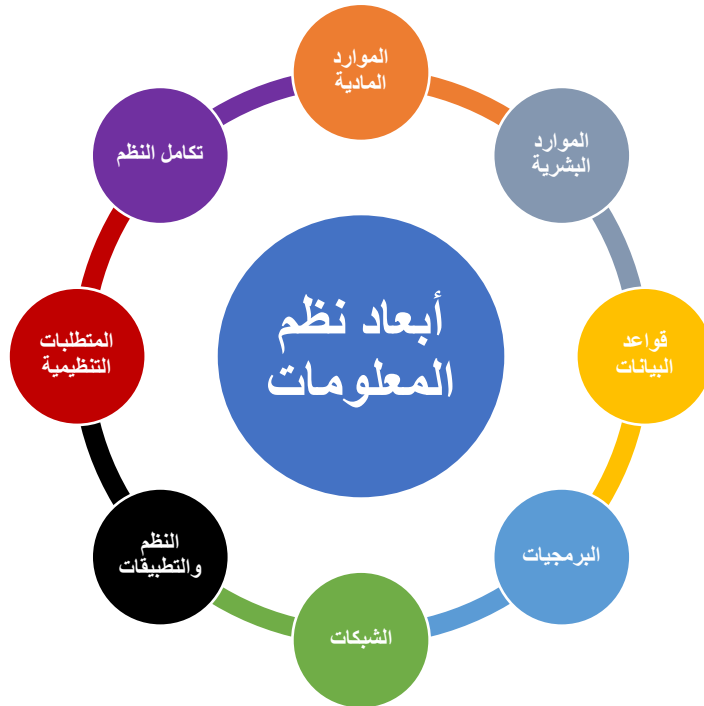 أبعاد نظم
المعلومات
الموارد
المادية
الموارد
البشرية
قواعد
البيانات
البرمجيات
الشبكات
النظم
والتطبيقات
المتطلبات
التنظيمية
تكامل النظم